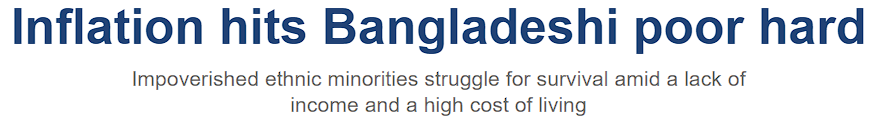 Inflation hits Bangladeshi poor hard
Impoverished ethnic minorities struggle for survival amid a lack of
income and a high cost of living